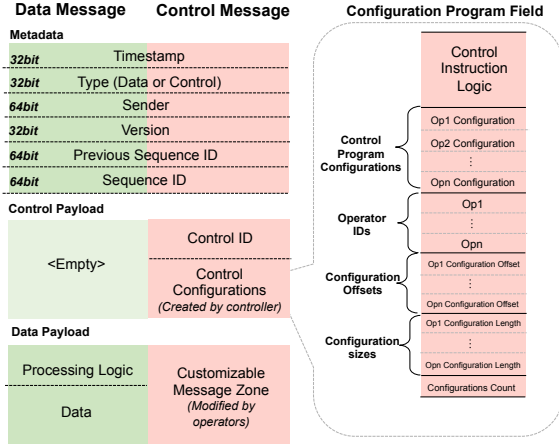 Data Message Control Message
Metadata
32bit Timestamp
32bit Type (Data or Control)
64bit Sender
32bit Version
64bit Previous Sequence ID
64bit Sequence ID
Control Payload
<Empty>
Control ID
Control
Configurations
(Created by controller)
Data Payload
Processing Logic
Data
Customizable
Message Zone
(Modified by
operators)
Configuration Program Field
Control
Instruction
Logic
Control
Program
Configurations
Op1 Configuration
Op2 Configuration
⋮
Opn Configuration
Operator
IDs
Op1
⋮
Opn
Configuration
Offsets
Op1 Configuration Offset
⋮
Opn Configuration Offset
Configuration
sizes
Op1 Configuration Length
⋮
Opn Configuration Length
Configurations Count